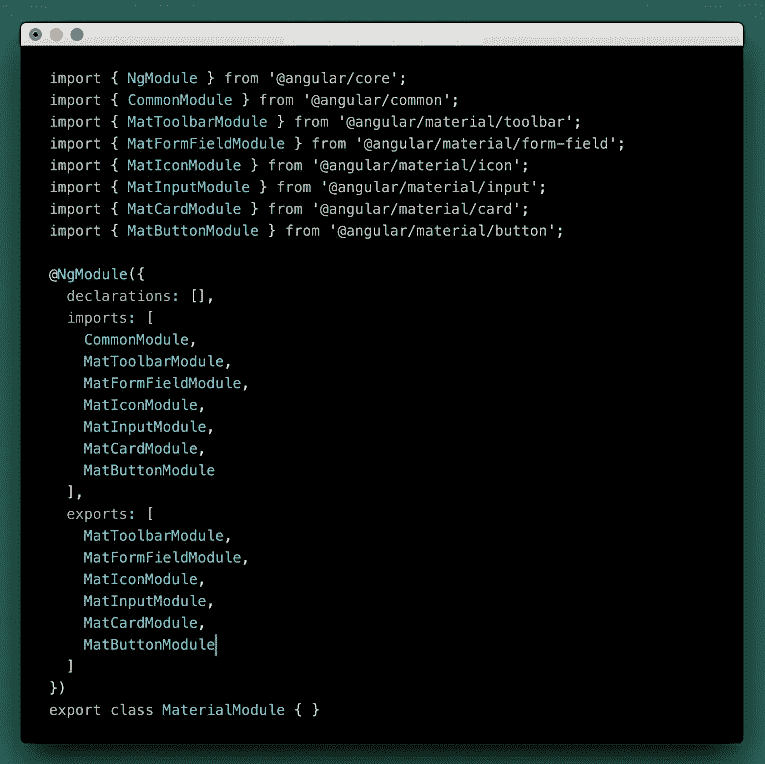 import { NgModule } from '@angular/core';
import { CommonModule } from '@angular/common';
import { MatToolbarModule } from '@angular/material/toolbar';
import { MatFormFieldModule } from '@angular/material/form-field';
import { MatIconModule } from '@angular/material/icon';
import { MatInputModule } from '@angular/material/input';
import { MatCardModule } from '@angular/material/card';
import { MatButtonModule } from '@angular/material/button';

@NgModule({
  declarations: [],
  imports: [
    CommonModule,
    MatToolbarModule,
    MatFormFieldModule,
    MatIconModule,
    MatInputModule,
    MatCardModule,
    MatButtonModule
  ],
  exports: [
    MatToolbarModule,
    MatFormFieldModule,
    MatIconModule,
    MatInputModule,
    MatCardModule,
    MatButtonModule
  ]
})
export class MaterialModule { }